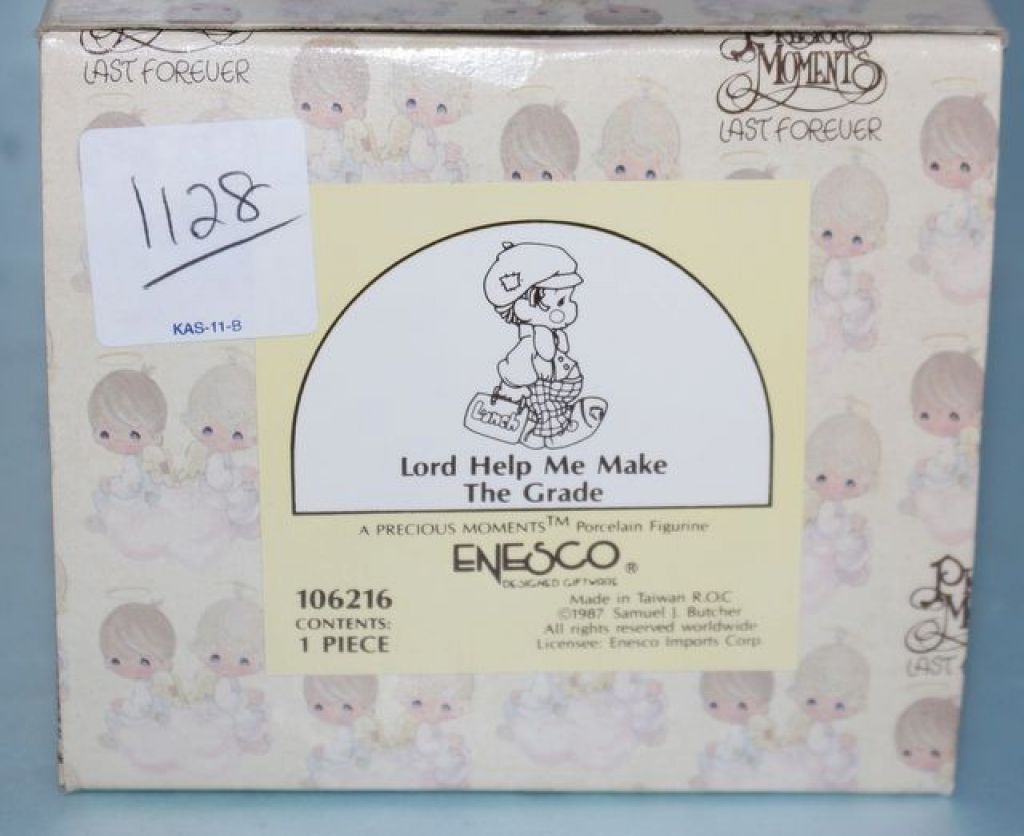 LAST FOREVER
PRECIOUS
MOMENTS
LAST FOREVER
1128
KAS-11-B
Lunch
Lord Help Me Make
The Grade
A PRECIOUS MOMENTS™ Porcelain Figurine
ENESCO®
DESIGNED GIFTWARE
106216
CONTENTS:
1 PIECE
Made in Taiwan R.O.C
©1987 Samuel J. Butcher
All rights reserved worldwide
Licensee: Enesco Imports Corp.
LAST